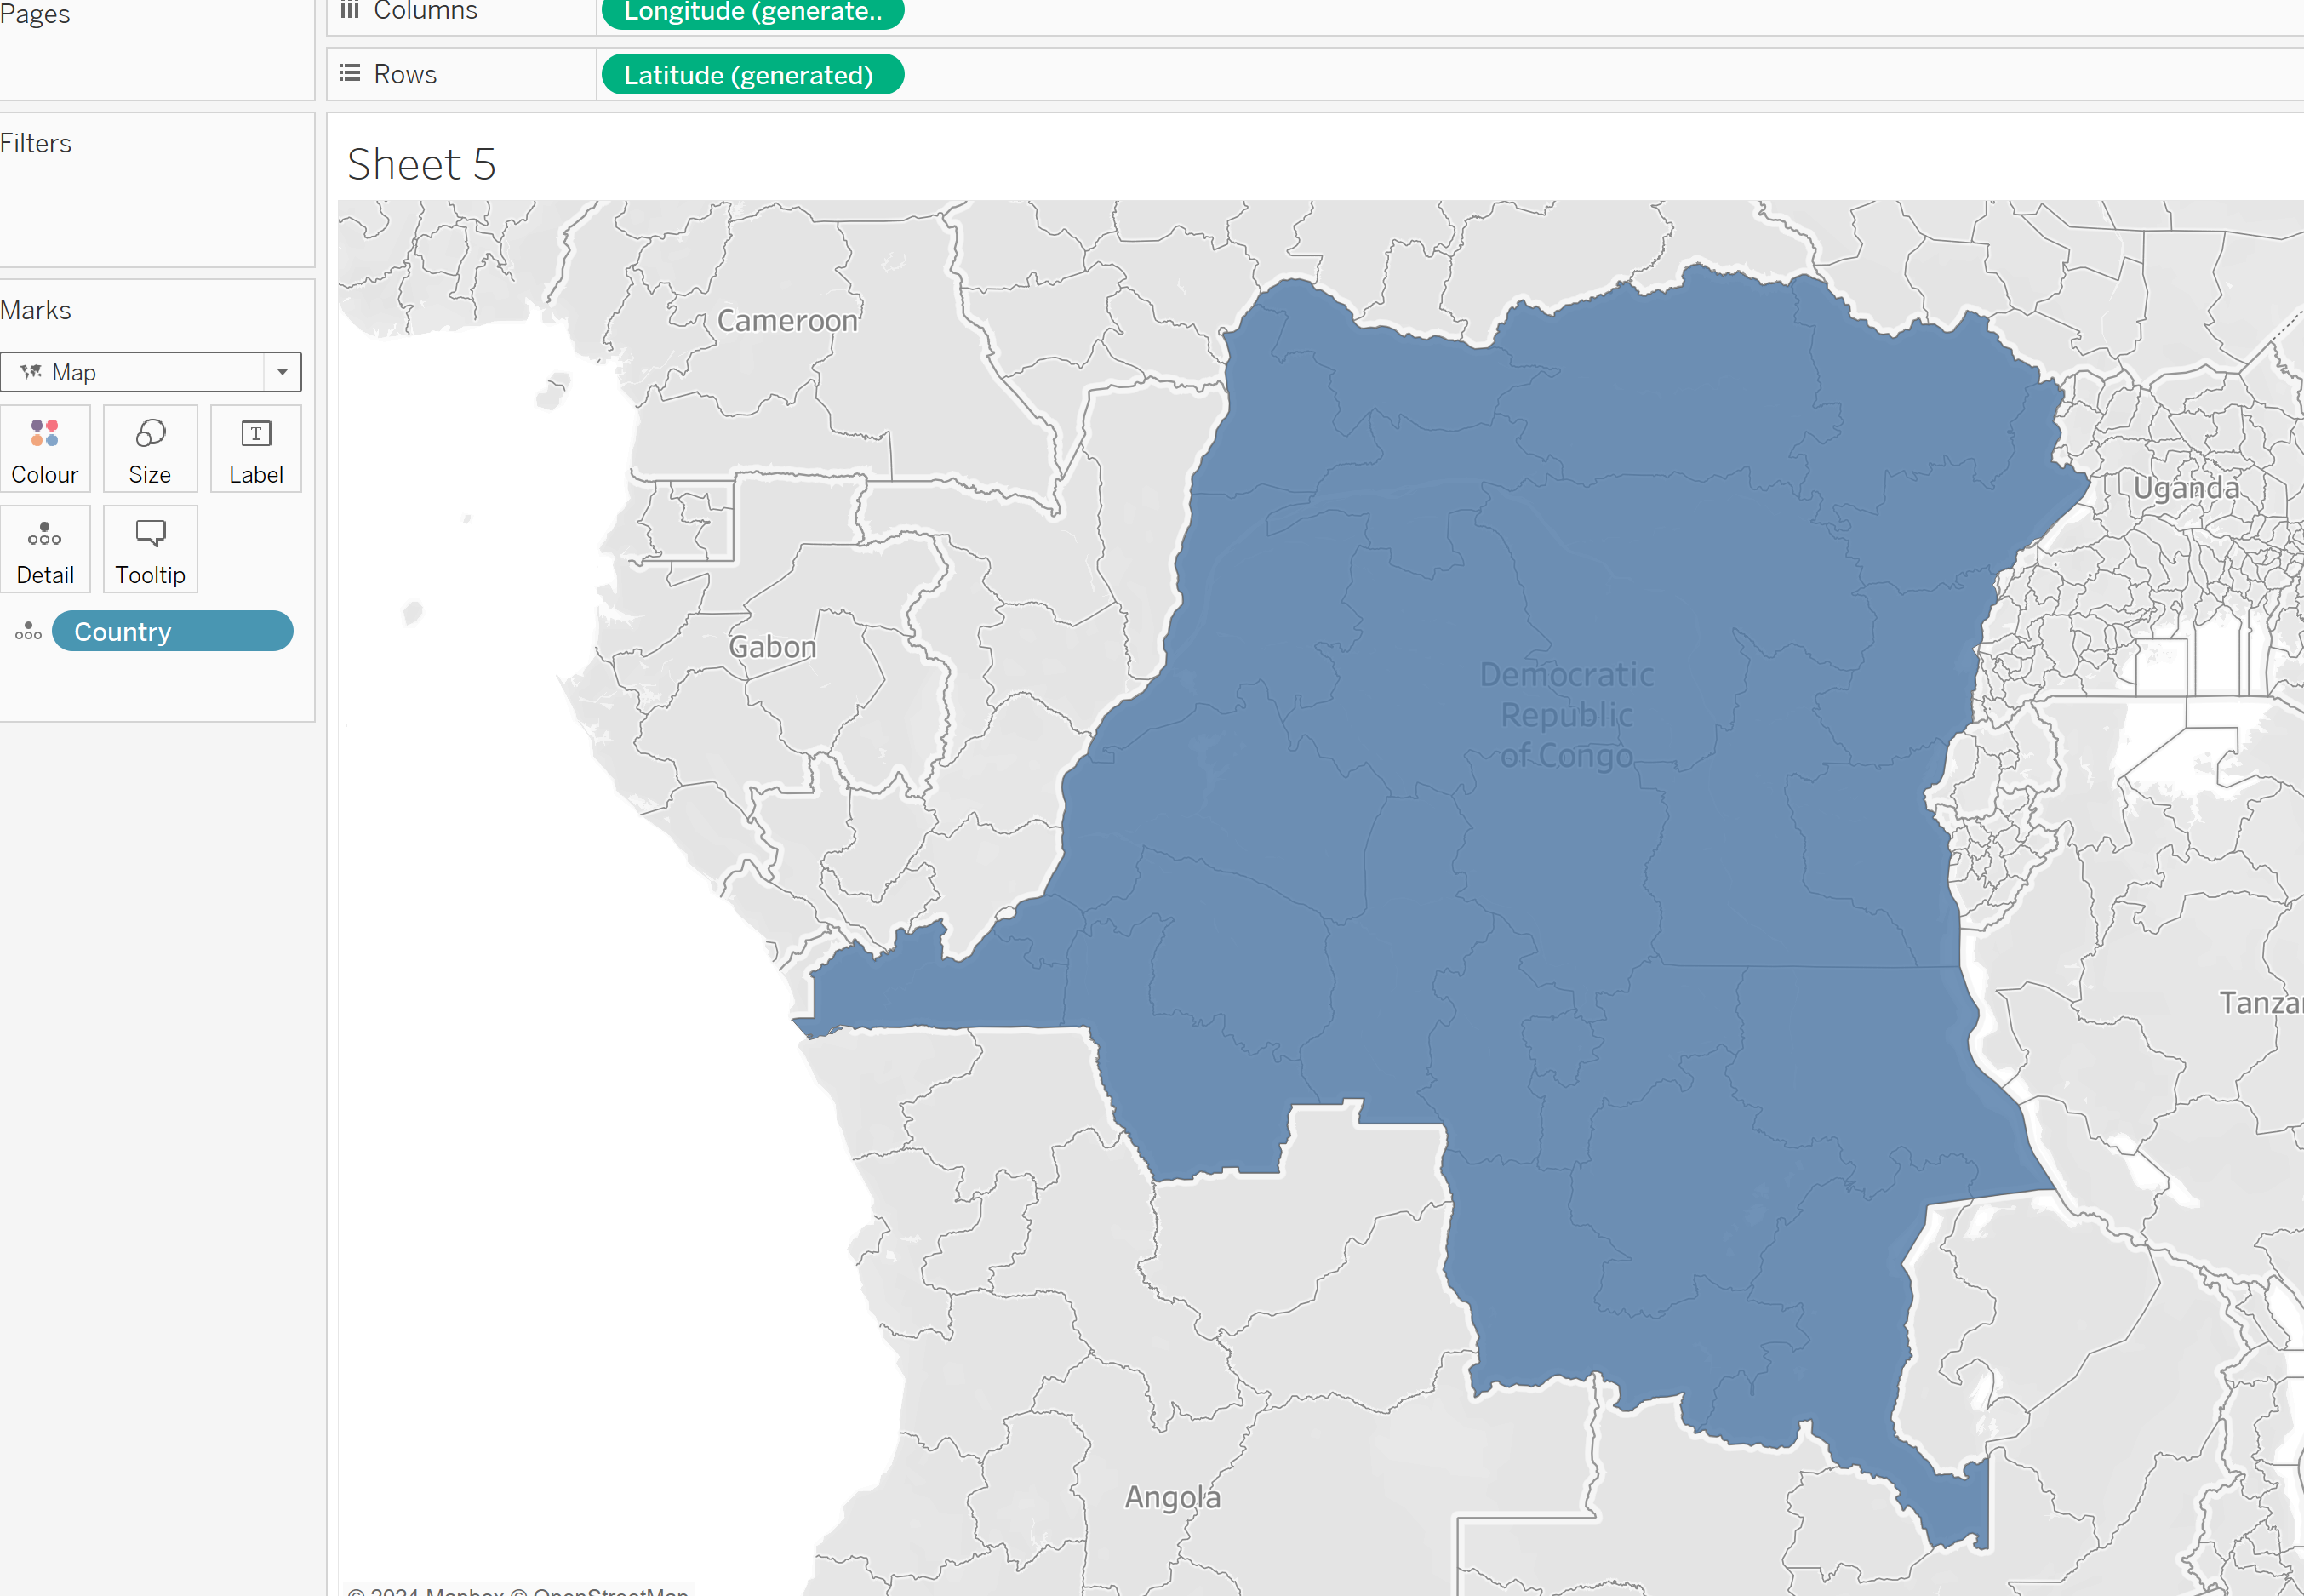 Pages
Columns
Longitude (generate..
Rows
Latitude (generated)
Filters
Sheet 5
Marks
Map
Colour
Size
Label
Detail
Tooltip
Country
Cameroon
Uganda
Gabon
Democratic
Republic
of Congo
Tanza
Angola
© 2024 Mapbox © OpenStreetMap